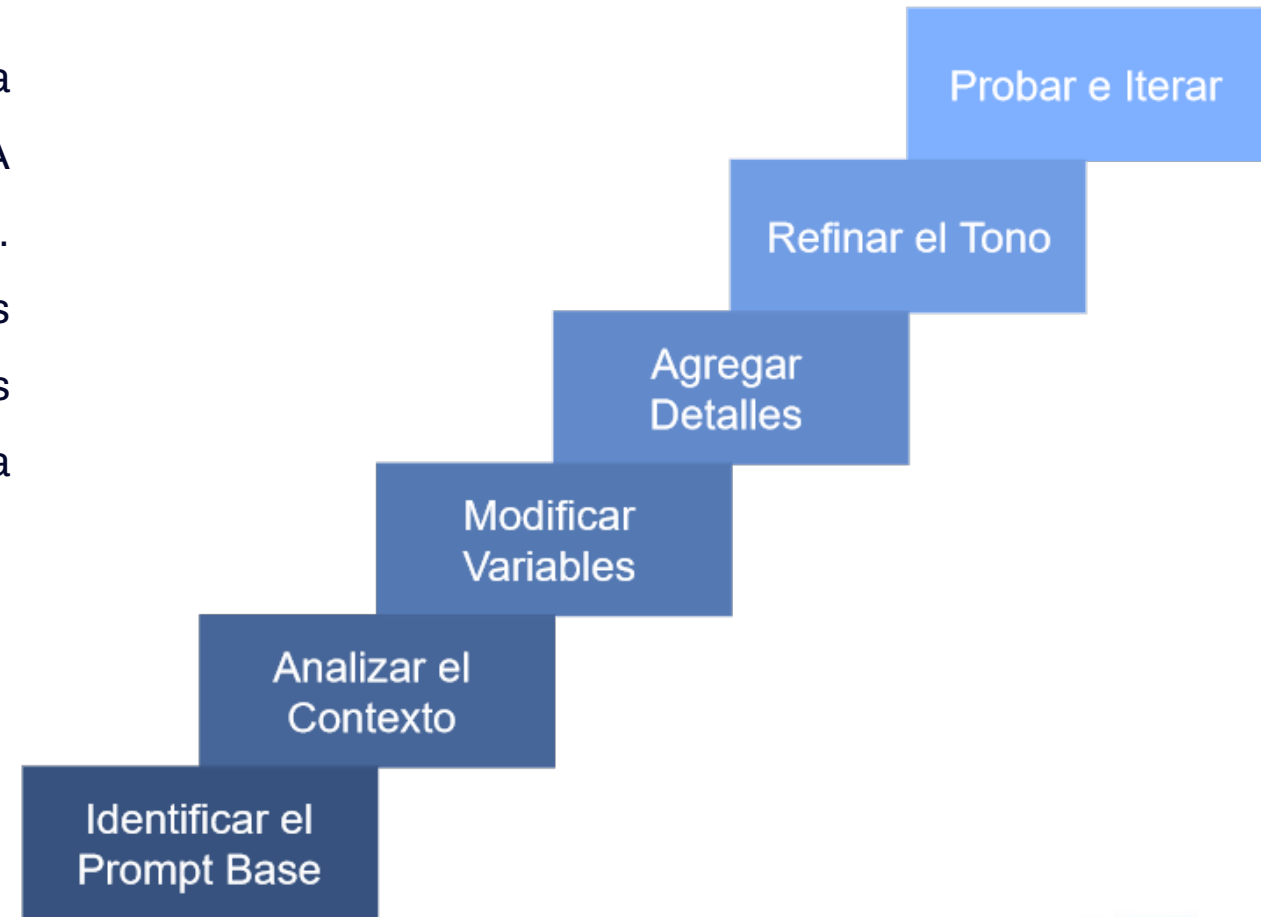 a
A
.
s
s
a
Probar e Iterar
Refinar el Tono
Agregar
Detalles
Modificar
Variables
Analizar el
Contexto
Identificar el
Prompt Base